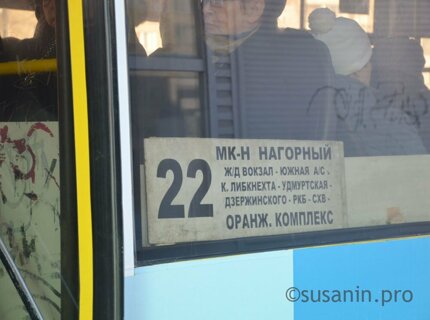 22
МК-Н НАГОРНЫЙ
Ж/Д ВОКЗАЛ - ЮЖНАЯ А/С -
К. ЛИБКНЕХТА - УДМУРТСКАЯ -
ДЗЕРЖИНСКОГО - РКБ - СХВ -
ОРАНЖ. КОМПЛЕКС
©susanin.pro